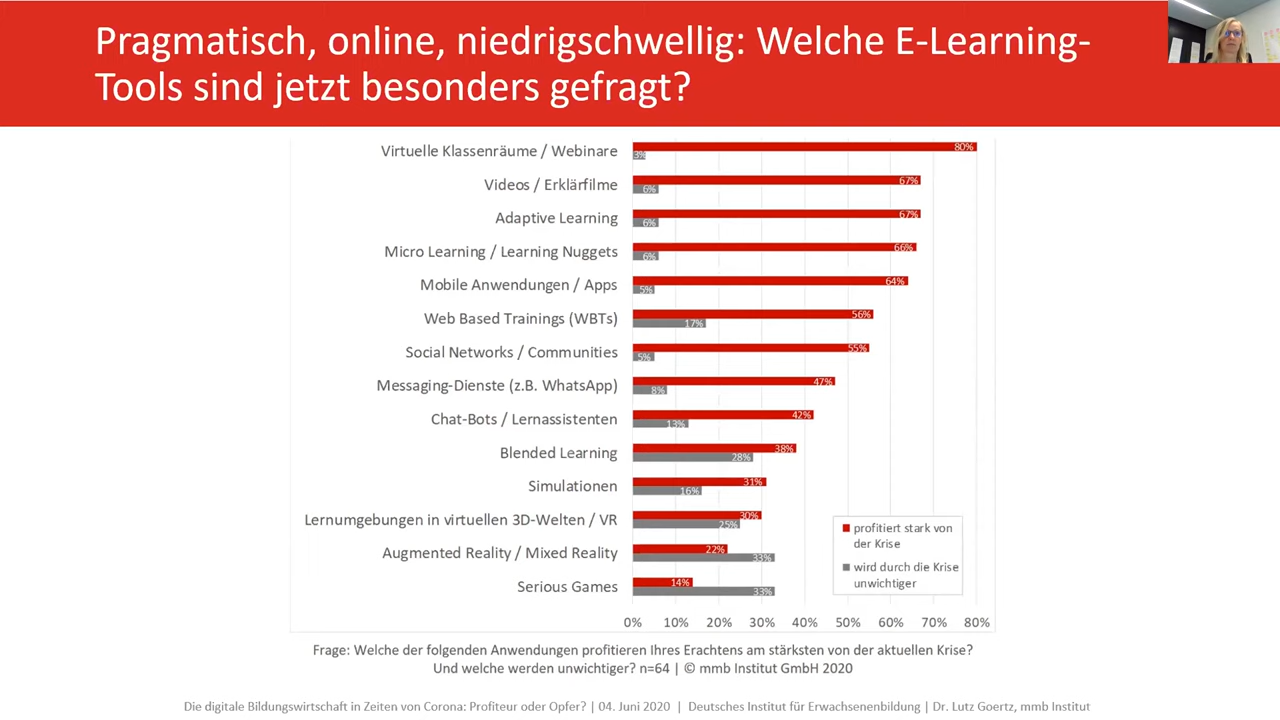 Pragmatisch, online, niedrigschwellig: Welche E-Learning-
Tools sind jetzt besonders gefragt?
Virtuelle Klassenräume / Webinare 80% 3%
Videos / Erklärfilme 67% 6%
Adaptive Learning 67% 6%
Micro Learning / Learning Nuggets 66% 6%
Mobile Anwendungen / Apps 64% 5%
Web Based Trainings (WBTs) 56% 17%
Social Networks / Communities 55% 5%
Messaging-Dienste (z.B. WhatsApp) 47% 8%
Chat-Bots / Lernassistenten 42% 13%
Blended Learning 38% 28%
Simulationen 31% 16%
Lernumgebungen in virtuellen 3D-Welten / VR 30% 25%
Augmented Reality / Mixed Reality 22% 33%
Serious Games 14% 33%
profitiert stark von
der Krise
wird durch die Krise
unwichtiger
0% 10% 20% 30% 40% 50% 60% 70% 80%
Frage: Welche der folgenden Anwendungen profitieren Ihres Erachtens am stärksten von der aktuellen Krise?
Und welche werden unwichtiger? n=64 | © mmb Institut GmbH 2020
Die digitale Bildungswirtschaft in Zeiten von Corona: Profiteur oder Opfer? | 04. Juni 2020 | Deutsches Institut für Erwachsenenbildung | Dr. Lutz Goertz, mmb Institut